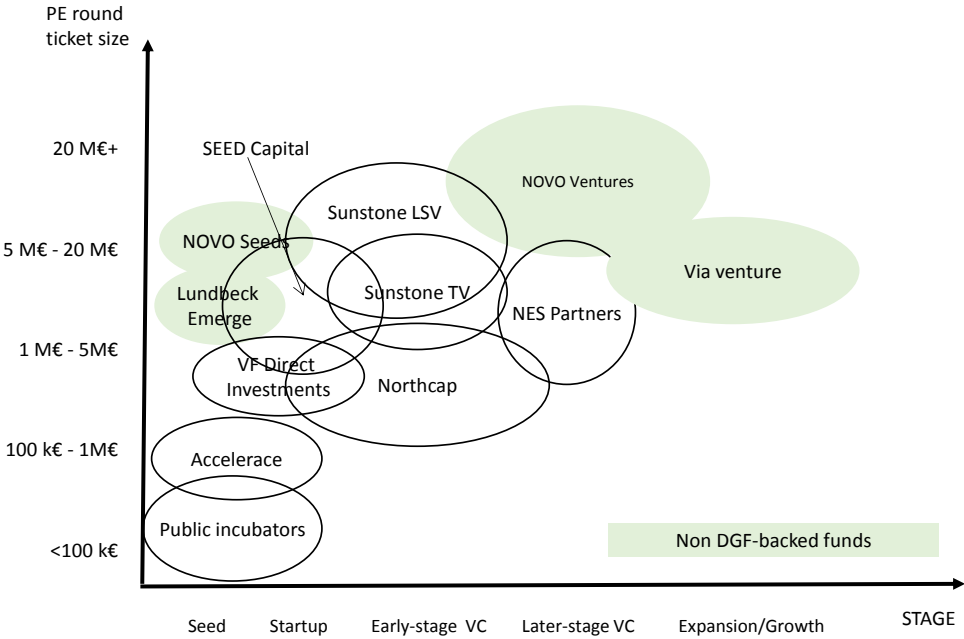 PE round
ticket size
20 M€+
SEED Capital
NOVO Ventures
Sunstone LSV
5 M€ - 20 M€
NOVO Seeds
Via venture
Lundbeck
Emerge
Sunstone TV
NES Partners
1 M€ - 5M€
VF Direct
Investments
Northcap
100 k€ - 1M€
Accelerace
Public incubators
<100 k€
Non DGF-backed funds
Seed
Startup
Early-stage VC
Later-stage VC
Expansion/Growth
STAGE